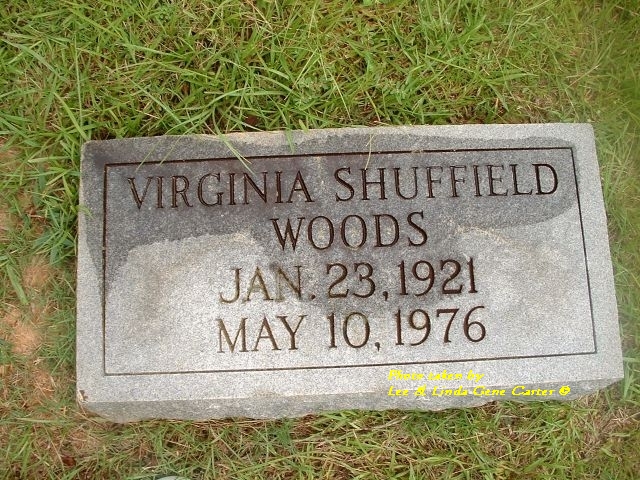 VIRGINIA SHUFFIELD
WOODS
JAN. 23, 1921
MAY 10, 1976
Photo taken by
Lee & Linda Gene Carter ©